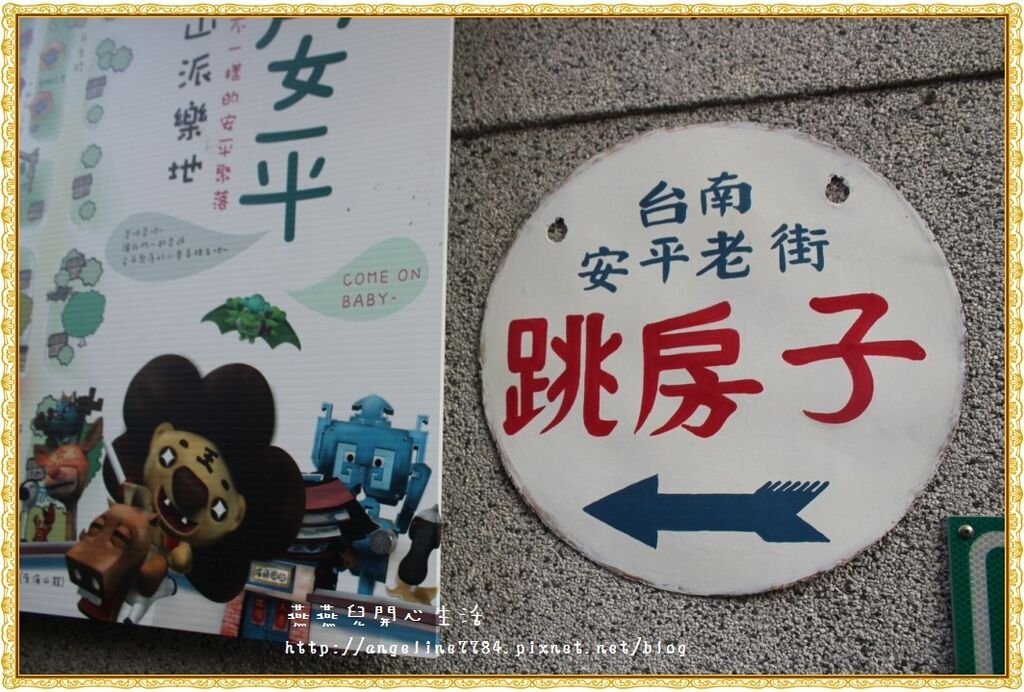 安平
不一樣的安平聚落
山派樂地
COME ON
BABY~
台南
安平老街
跳房子
燕燕兒開心生活
http://angeline7784.pixnet.net/blog